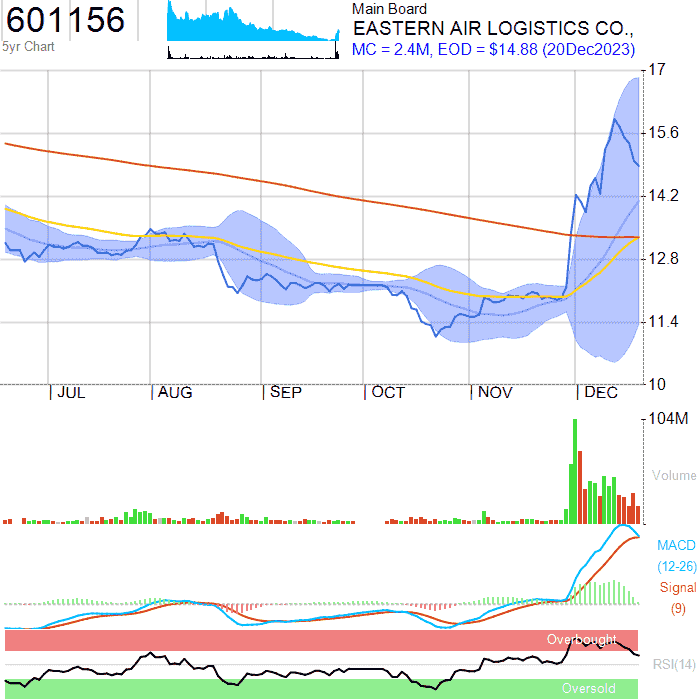 601156
5yr Chart
Main Board
EASTERN AIR LOGISTICS CO.,
MC = 2.4M, EOD = $14.88 (20Dec2023)
17
15.6
14.2
12.8
11.4
10
JUL AUG SEP OCT NOV DEC
104M
Volume
MACD
(12-26)
Signal
(9)
Overbought
RSI(14)
Oversold